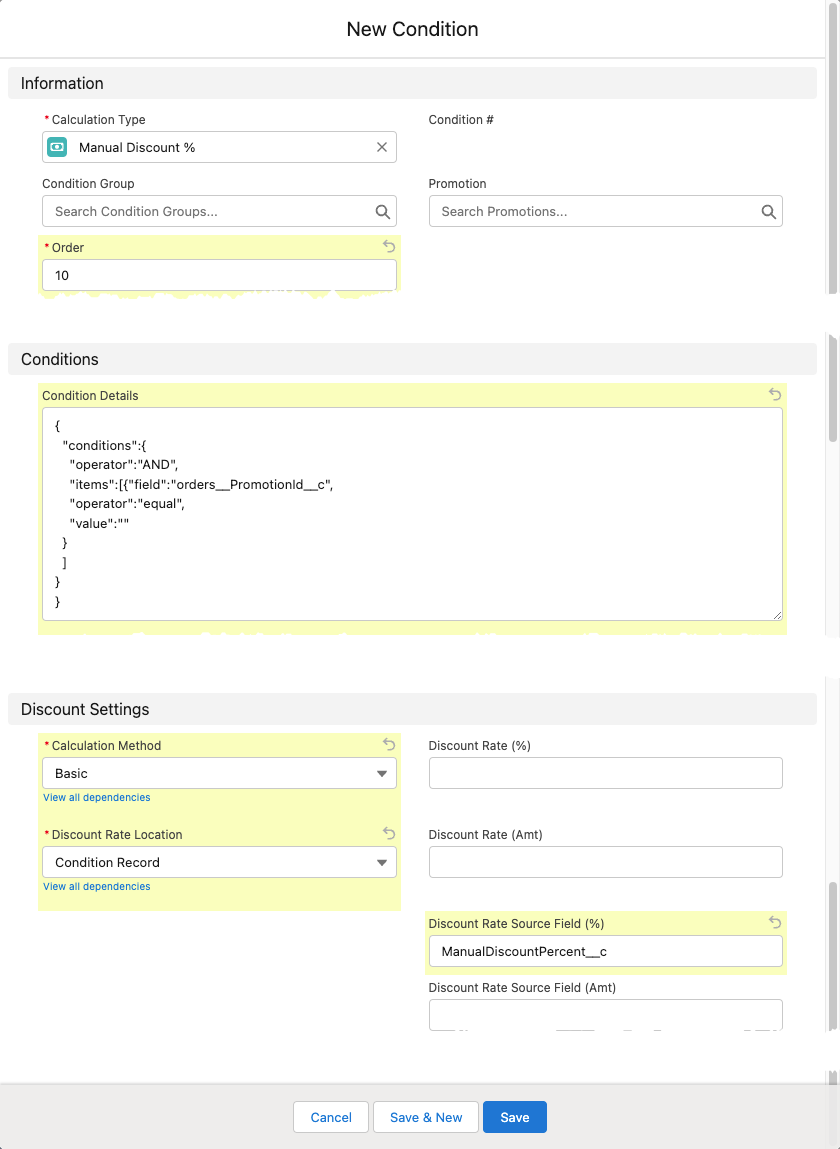 New Condition
Information
* Calculation Type
Condition #
Manual Discount %
Condition Group
Promotion
Search Condition Groups...
Search Promotions...
* Order
10
Conditions
Condition Details
{
"conditions":{
"operator":"AND",
"items":[{"field":"orders__PromotionId__c",
"operator":"equal",
"value":""
}
]
}
}
Discount Settings
* Calculation Method
Discount Rate (%)
Basic
View all dependencies
* Discount Rate Location
Discount Rate (Amt)
Condition Record
View all dependencies
Discount Rate Source Field (%)
ManualDiscountPercent__c
Discount Rate Source Field (Amt)
Cancel
Save & New
Save